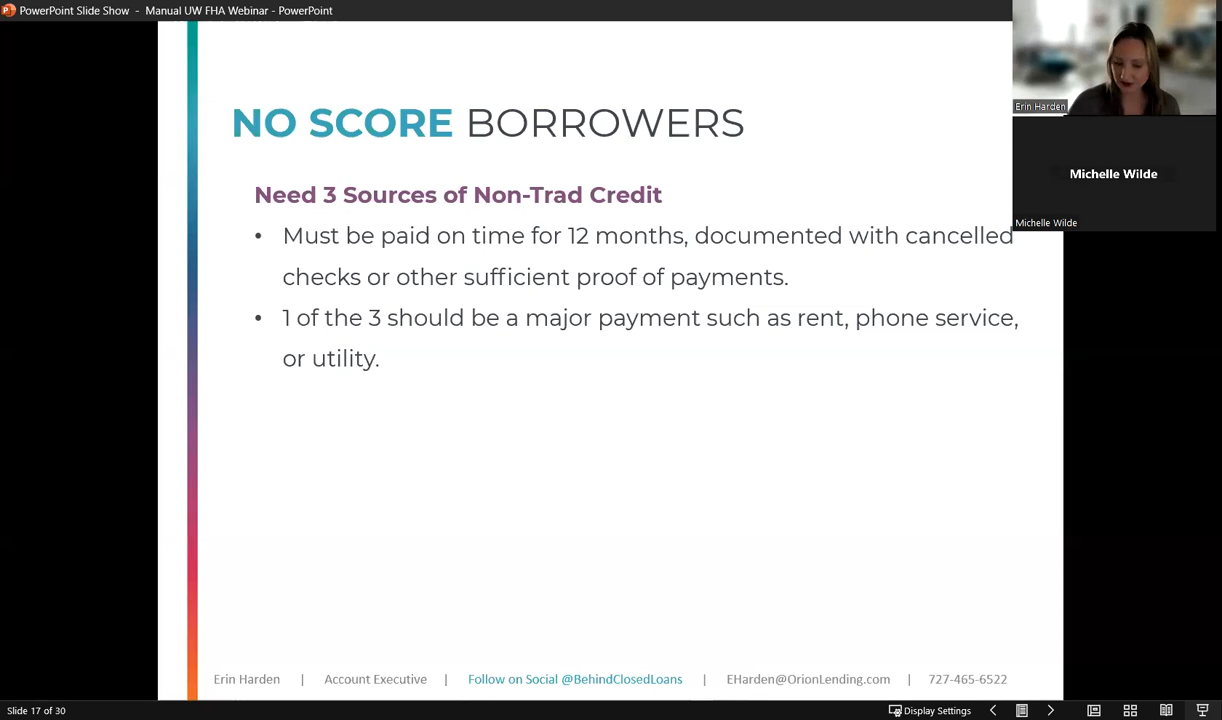 PowerPoint Slide Show - Manual UW FHA Webinar - PowerPoint
NO SCORE BORROWERS
Erin Harden
Michelle Wilde
Michelle Wilde
Need 3 Sources of Non-Trad Credit
• Must be paid on time for 12 months, documented with cancelled
checks or other sufficient proof of payments.
• 1 of the 3 should be a major payment such as rent, phone service,
or utility.
Erin Harden | Account Executive | Follow on Social @BehindClosedLoans | EHarden@OrionLending.com | 727-465-6522
Slide 17 of 30
Display Settings